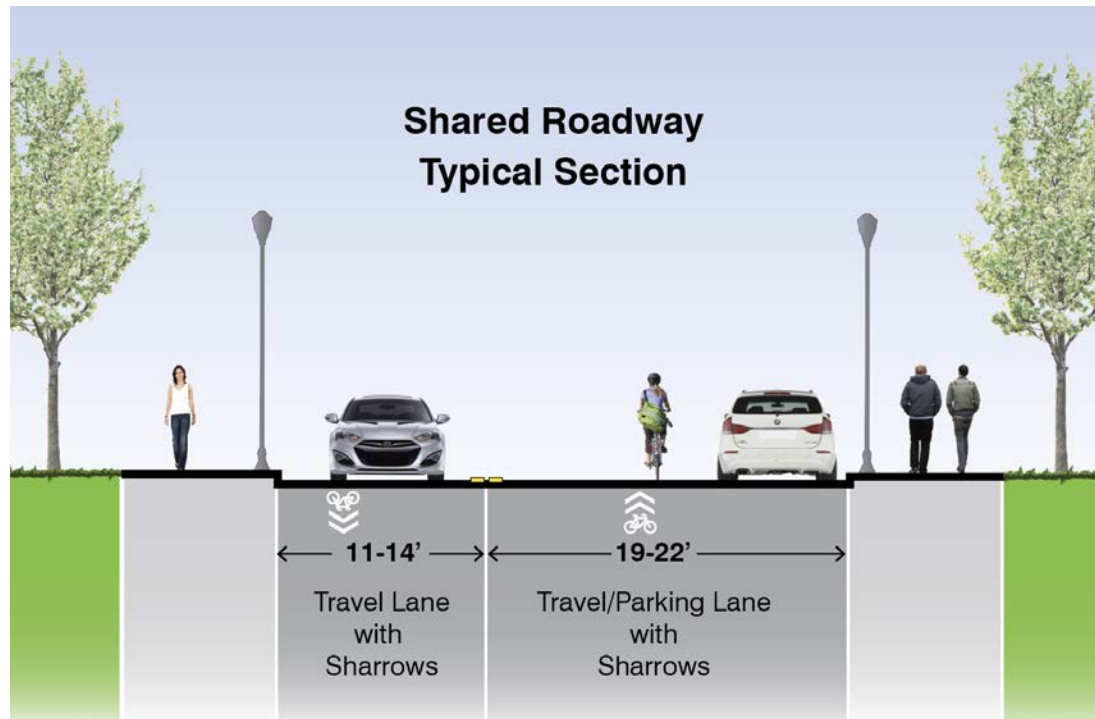 Shared Roadway
Typical Section
11-14’
19-22’
Travel Lane
with
Sharrows
Travel/Parking Lane
with
Sharrows